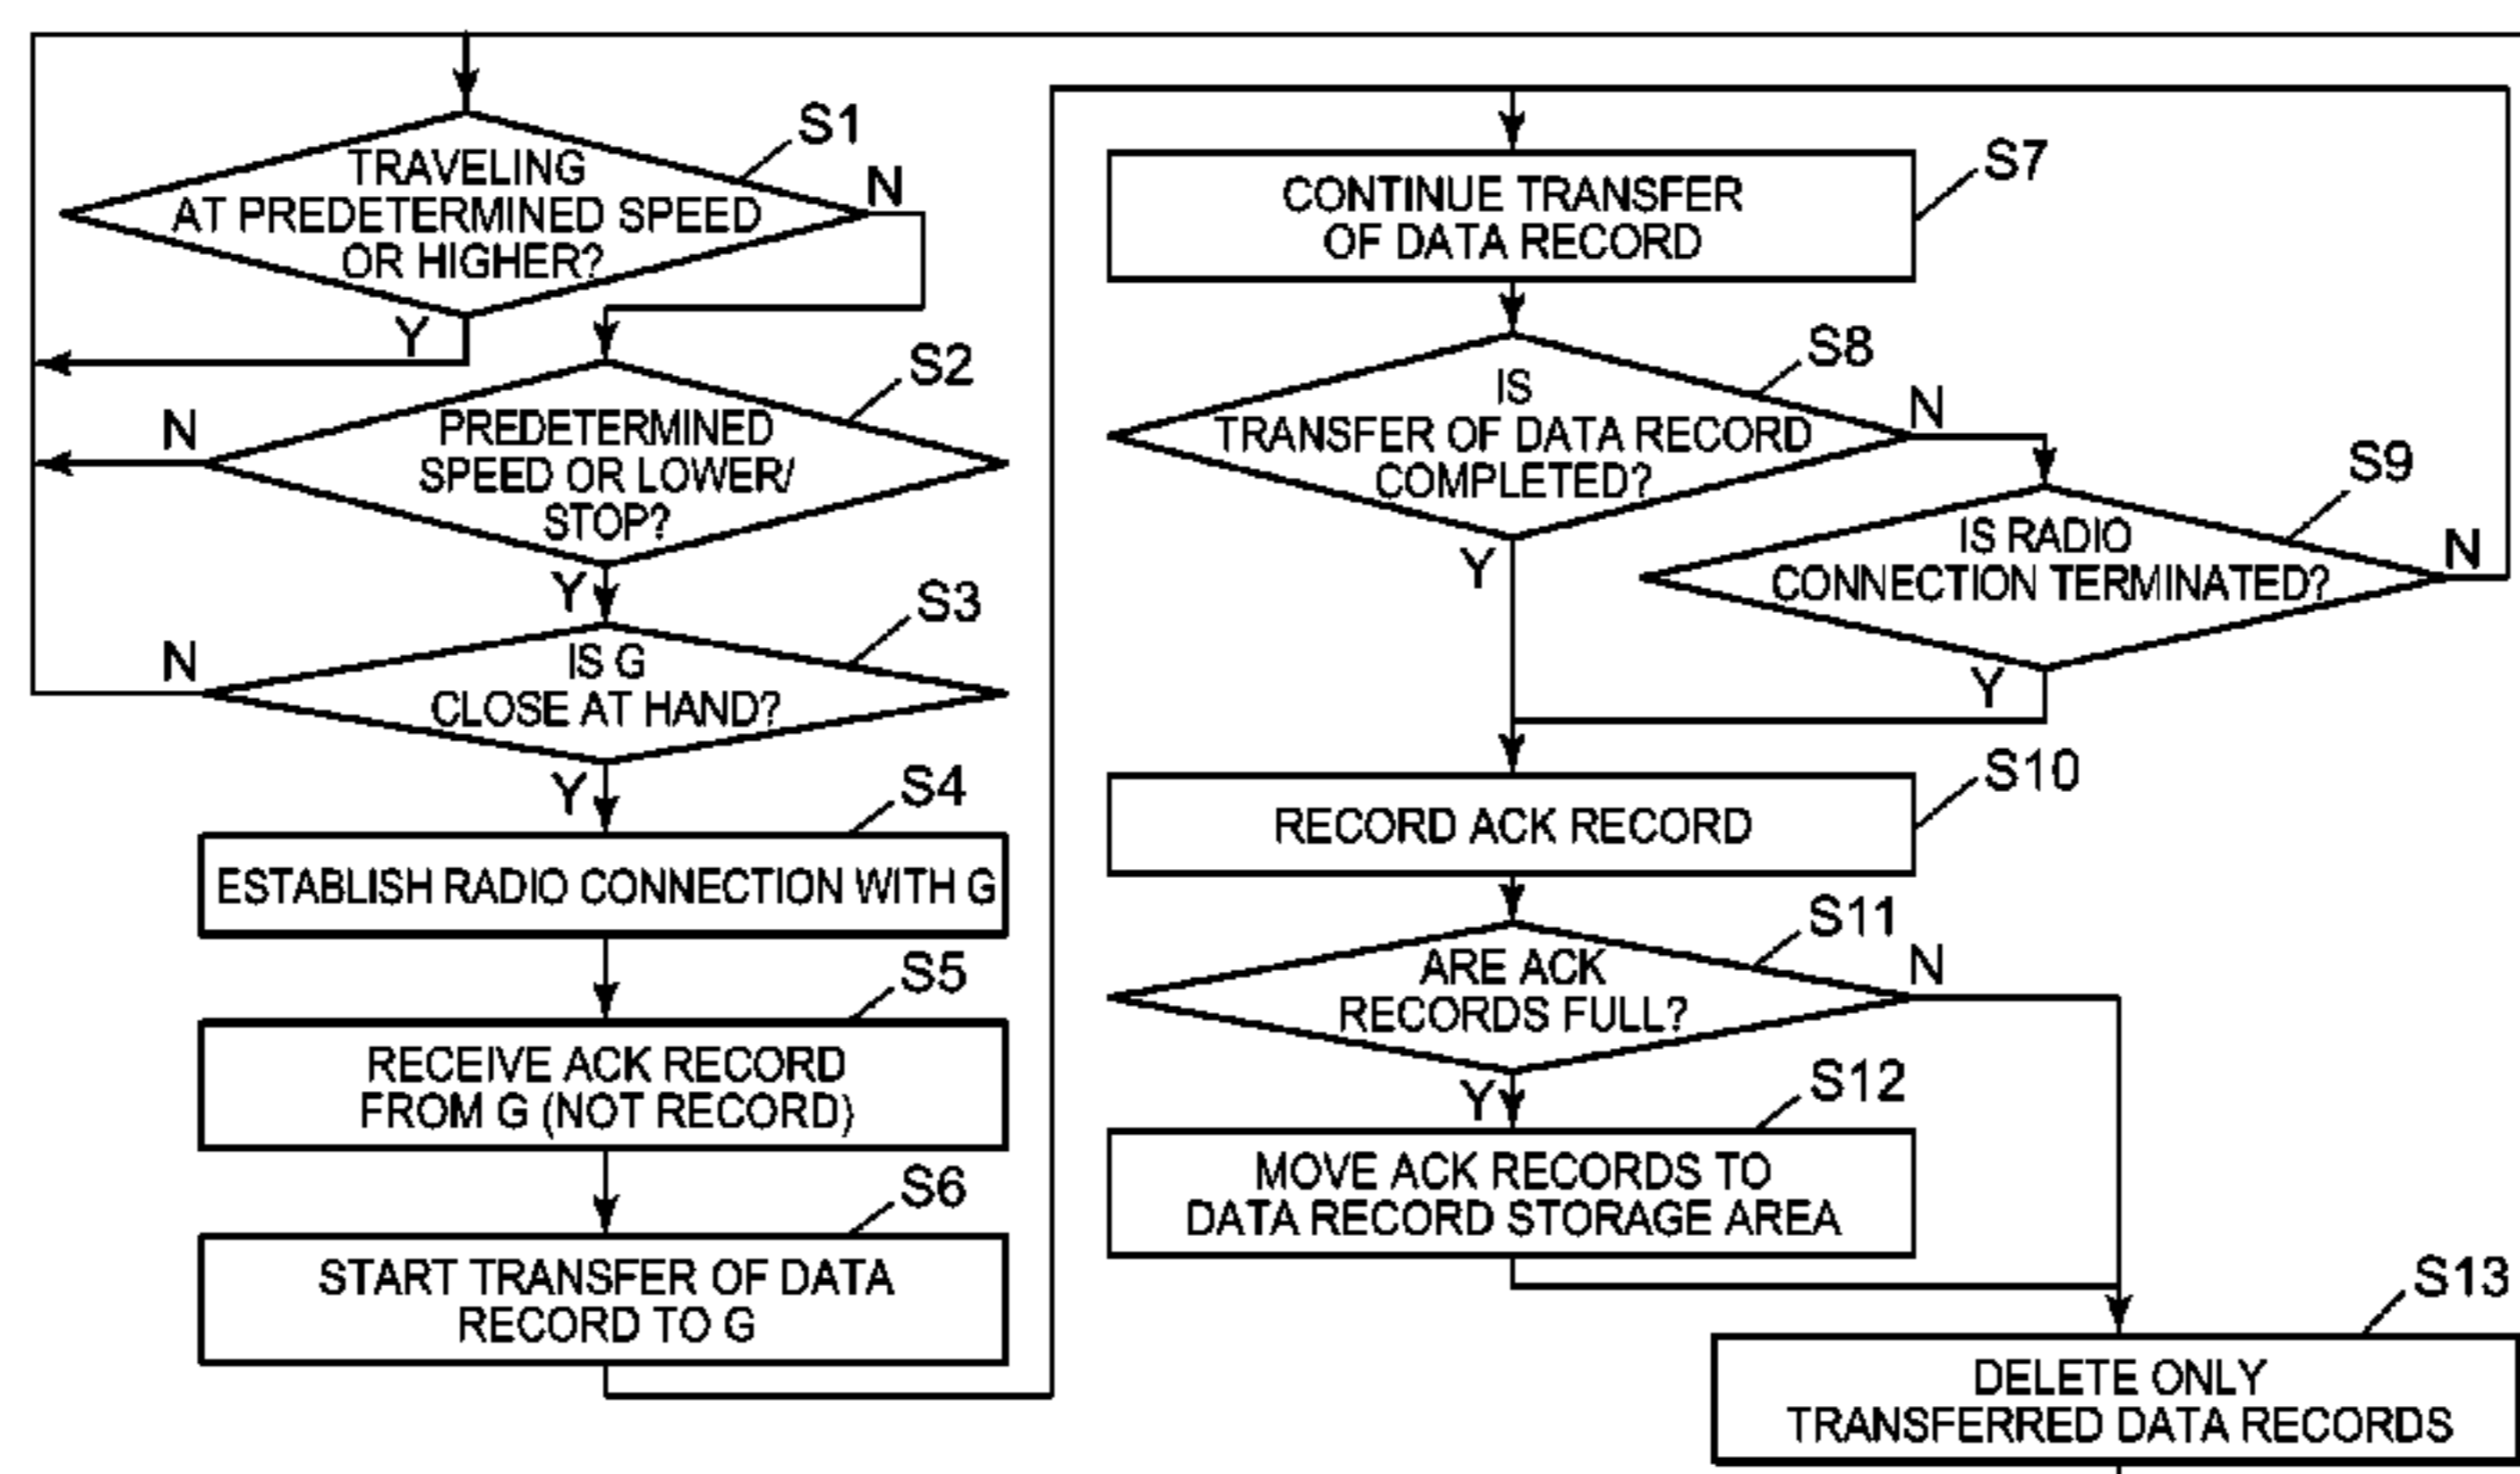 S1
TRAVELING
AT PREDETERMINED SPEED
OR HIGHER?
N
Y
S2
PREDETERMINED
SPEED OR LOWER/
STOP?
N
Y
S3
IS G
CLOSE AT HAND?
N
Y
S4
ESTABLISH RADIO CONNECTION WITH G
S5
RECEIVE ACK RECORD
FROM G (NOT RECORD)
S6
START TRANSFER OF DATA
RECORD TO G
S7
CONTINUE TRANSFER
OF DATA RECORD
S8
IS
TRANSFER OF DATA RECORD
COMPLETED?
N
Y
S9
IS RADIO
CONNECTION TERMINATED?
N
Y
S10
RECORD ACK RECORD
S11
ARE ACK
RECORDS FULL?
N
Y
S12
MOVE ACK RECORDS TO
DATA RECORD STORAGE AREA
S13
DELETE ONLY
TRANSFERRED DATA RECORDS